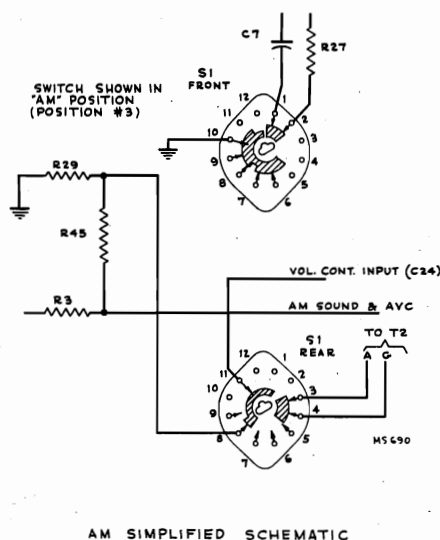 C7
R27
S1
FRONT
SWITCH SHOWN IN
"AM" POSITION
(POSITION #3)
12
1
11
2
10
3
9
4
8
5
7
6
R29
R45
VOL. CONT. INPUT (C24)
R3
AM SOUND & AVC
S1
REAR
TO T2
A G
12
1
11
2
10
3
9
4
8
5
7
6
MS690
AM SIMPLIFIED SCHEMATIC